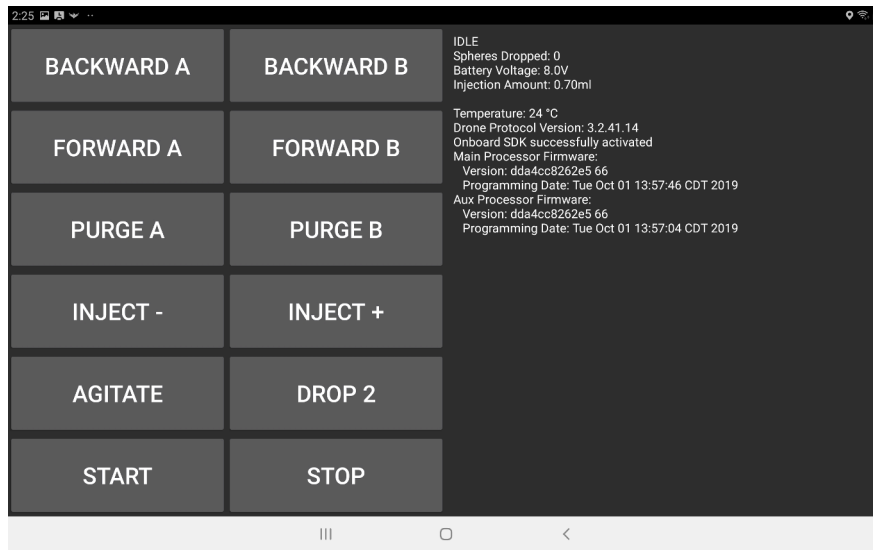 2:25
BACKWARD A
BACKWARD B
FORWARD A
FORWARD B
PURGE A
PURGE B
INJECT -
INJECT +
AGITATE
DROP 2
START
STOP
IDLE
Spheres Dropped: 0
Battery Voltage: 8.0V
Injection Amount: 0.70ml
Temperature: 24 °C
Drone Protocol Version: 3.2.41.14
Onboard SDK successfully activated
Main Processor Firmware:
Version: dda4cc8262e5 66
Programming Date: Tue Oct 01 13:57:46 CDT 2019
Aux Processor Firmware:
Version: dda4cc8262e5 66
Programming Date: Tue Oct 01 13:57:04 CDT 2019